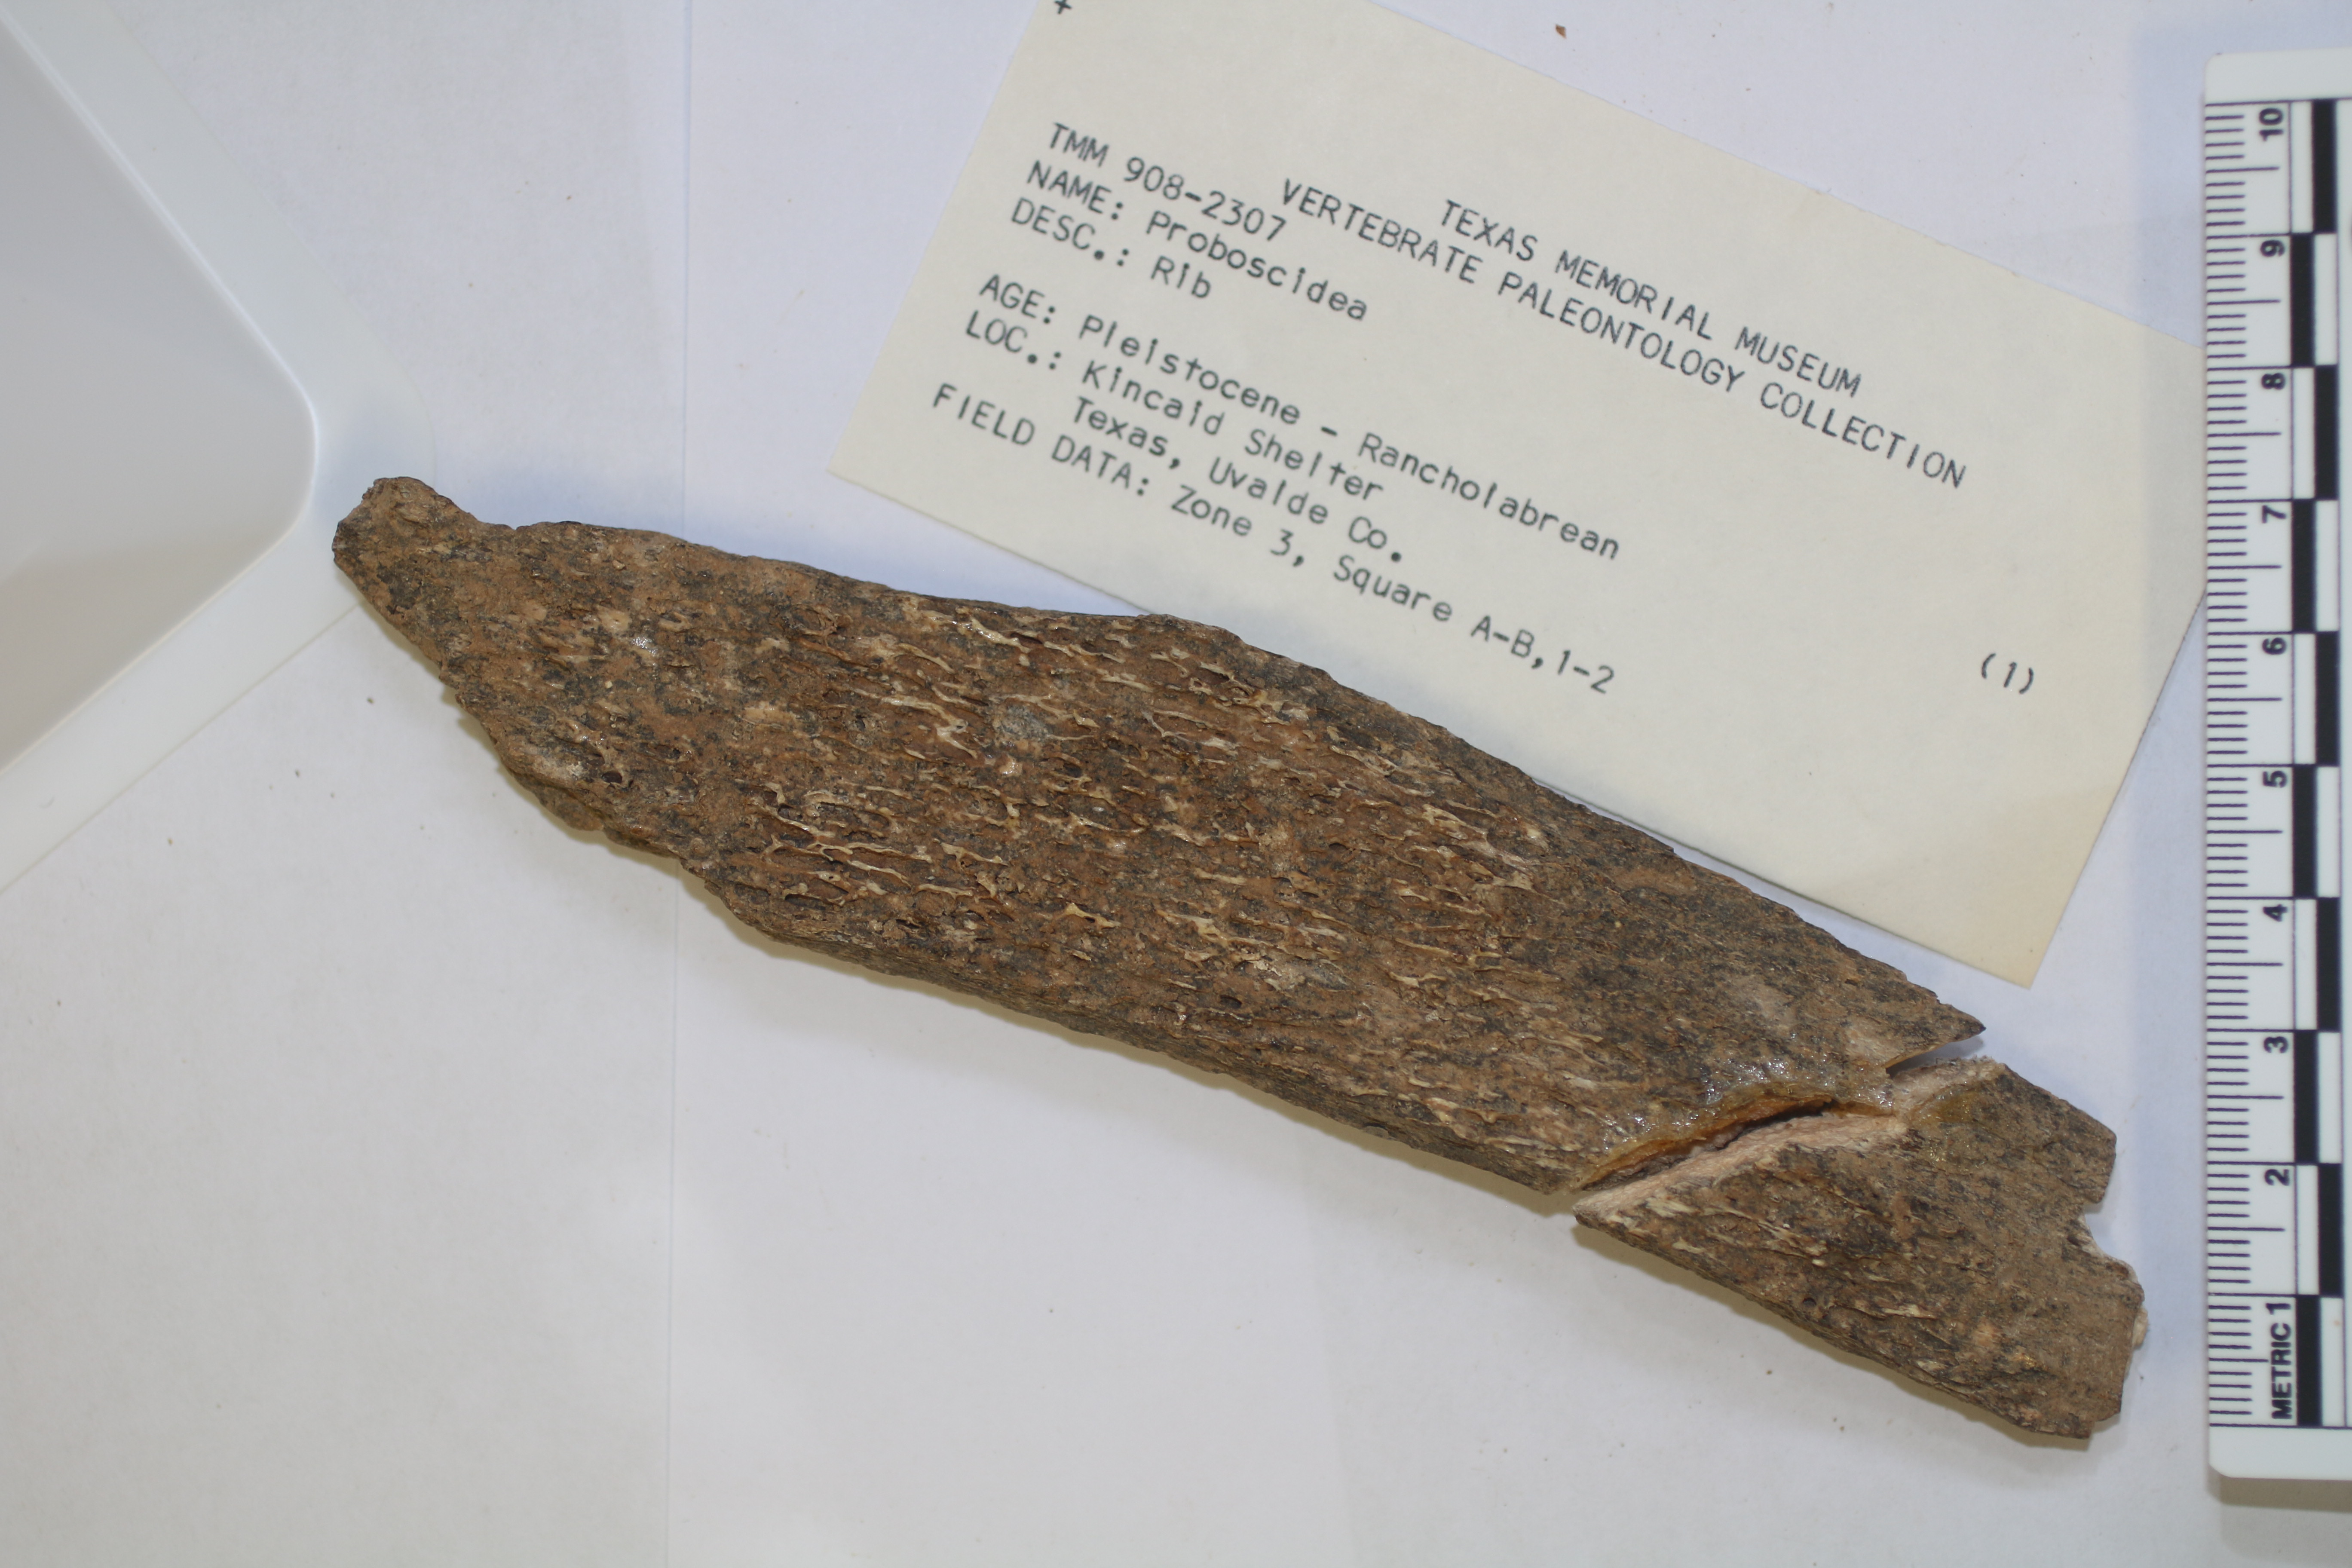 +
TEXAS MEMORIAL MUSEUM
VERTEBRATE PALEONTOLOGY COLLECTION
TMM 908-2307
NAME: Proboscidea
DESC.: Rib
AGE: Pleistocene - Rancholabrean
LOC.: Kincaid Shelter
Texas, Uvalde Co.
FIELD DATA: Zone 3, Square A-B,1-2
(1)
METRIC 1 2 3 4 5 6 7 8 9 10